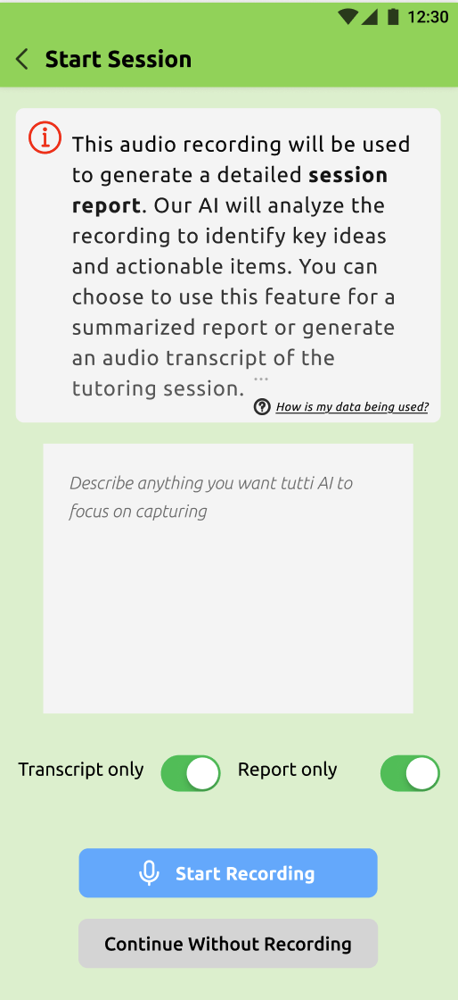 12:30
Start Session
This audio recording will be used
to generate a detailed session
report. Our AI will analyze the
recording to identify key ideas
and actionable items. You can
choose to use this feature for a
summarized report or generate
an audio transcript of the
tutoring session. ...
How is my data being used?
Describe anything you want tutti AI to
focus on capturing
Transcript only
Report only
Start Recording
Continue Without Recording